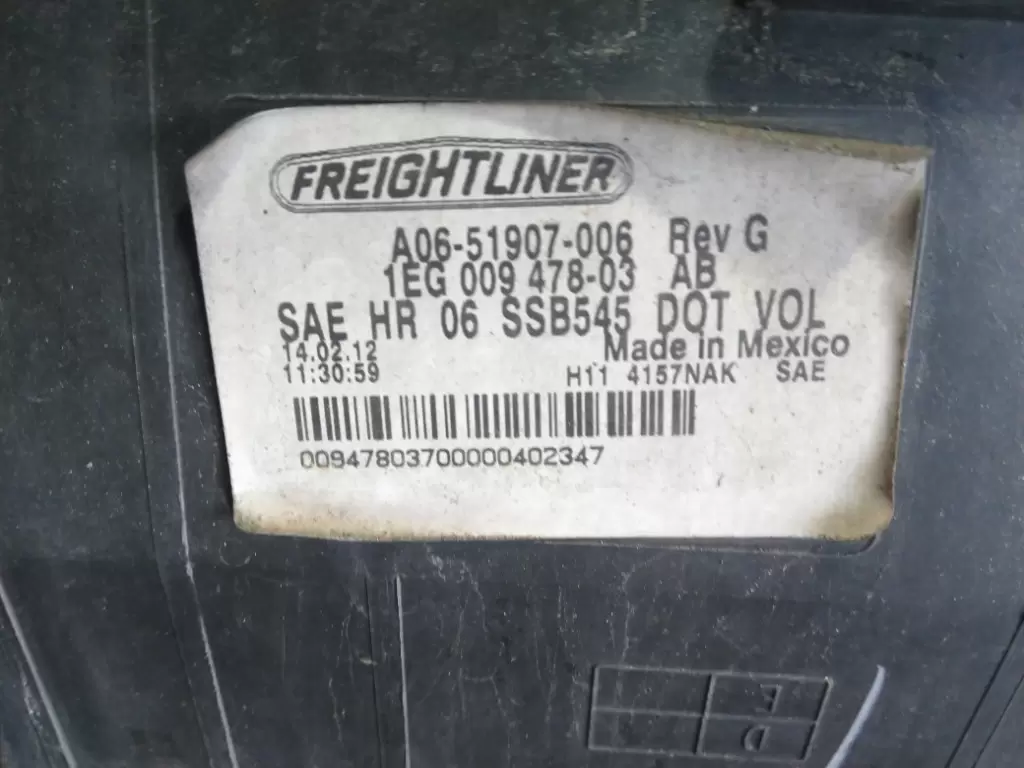 FREIGHTLINER
A06-51907-006 Rev G
1EG 009 478-03 AB
SAE HR 06 SSB545 DOT VOL
14.02.12 Made in Mexico
11:30:59 H11 4157NAK SAE
00947803700000402347